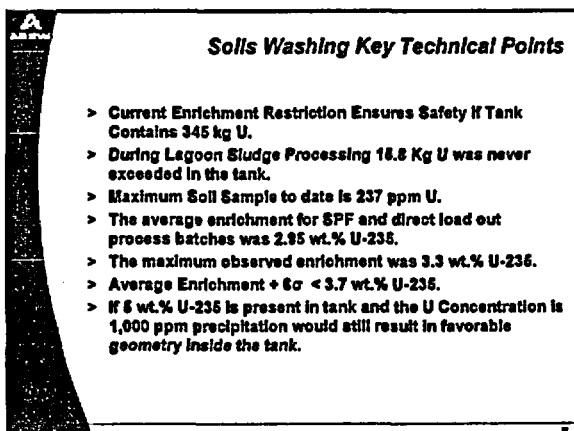 Soils Washing Key Technical Points
> Current Enrichment Restriction Ensures Safety if Tank
Contains 345 kg U.
> During Lagoon Sludge Processing 15.8 Kg U was never
exceeded in the tank.
> Maximum Soil Sample to date is 237 ppm U.
> The average enrichment for SPF and direct load out
process batches was 2.95 wt.% U-235.
> The maximum observed enrichment was 3.3 wt.% U-235.
> Average Enrichment + 6σ < 3.7 wt.% U-235.
> If 5 wt.% U-235 is present in tank and the U Concentration is
1,000 ppm precipitation would still result in favorable
geometry inside the tank.